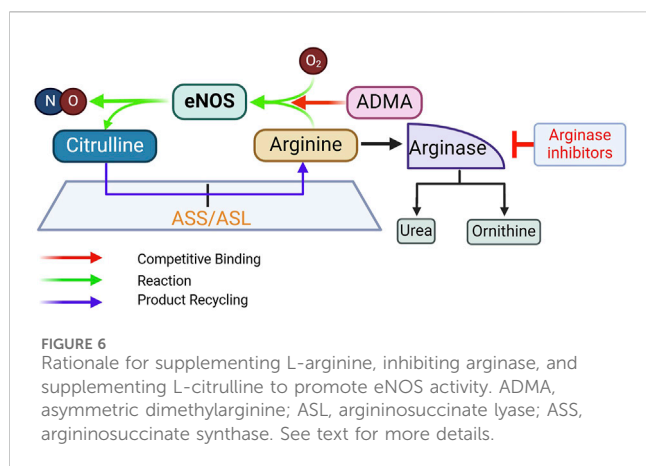 O₂
N O
eNOS
ADMA
Citrulline
Arginine
Arginase
Arginase
inhibitors
ASS/ASL
Urea
Ornithine
Competitive Binding
Reaction
Product Recycling
FIGURE 6
Rationale for supplementing L-arginine, inhibiting arginase, and
supplementing L-citrulline to promote eNOS activity. ADMA,
asymmetric dimethylarginine; ASL, argininosuccinate lyase; ASS,
argininosuccinate synthase. See text for more details.